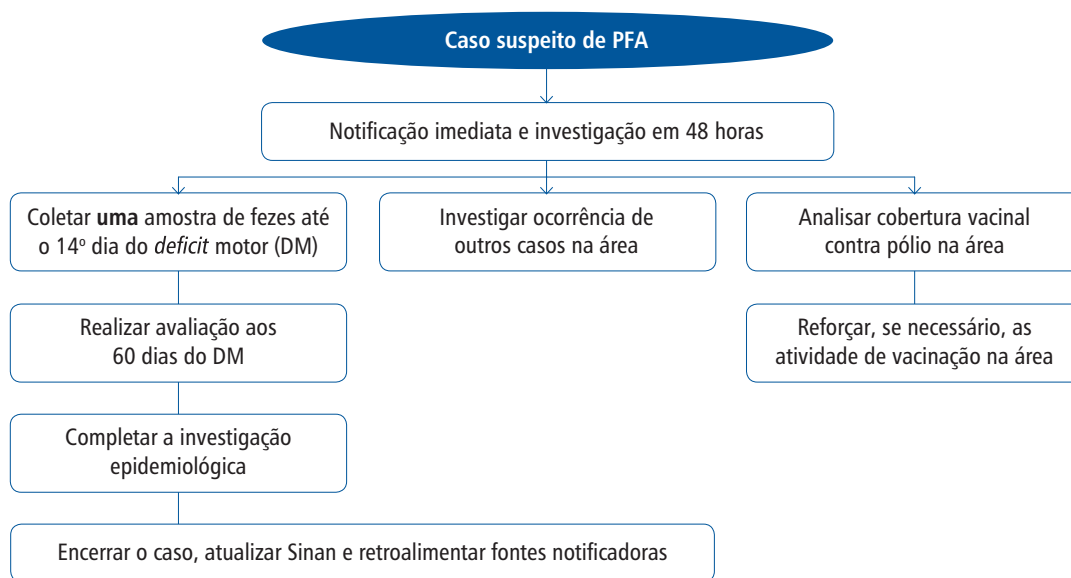 Caso suspeito de PFA
Notificação imediata e investigação em 48 horas
Coletar uma amostra de fezes até
o 14º dia do deficit motor (DM)
Investigar ocorrência de
outros casos na área
Analisar cobertura vacinal
contra pólio na área
Realizar avaliação aos
60 dias do DM
Reforçar, se necessário, as
atividade de vacinação na área
Completar a investigação
epidemiológica
Encerrar o caso, atualizar Sinan e retroalimentar fontes notificadoras